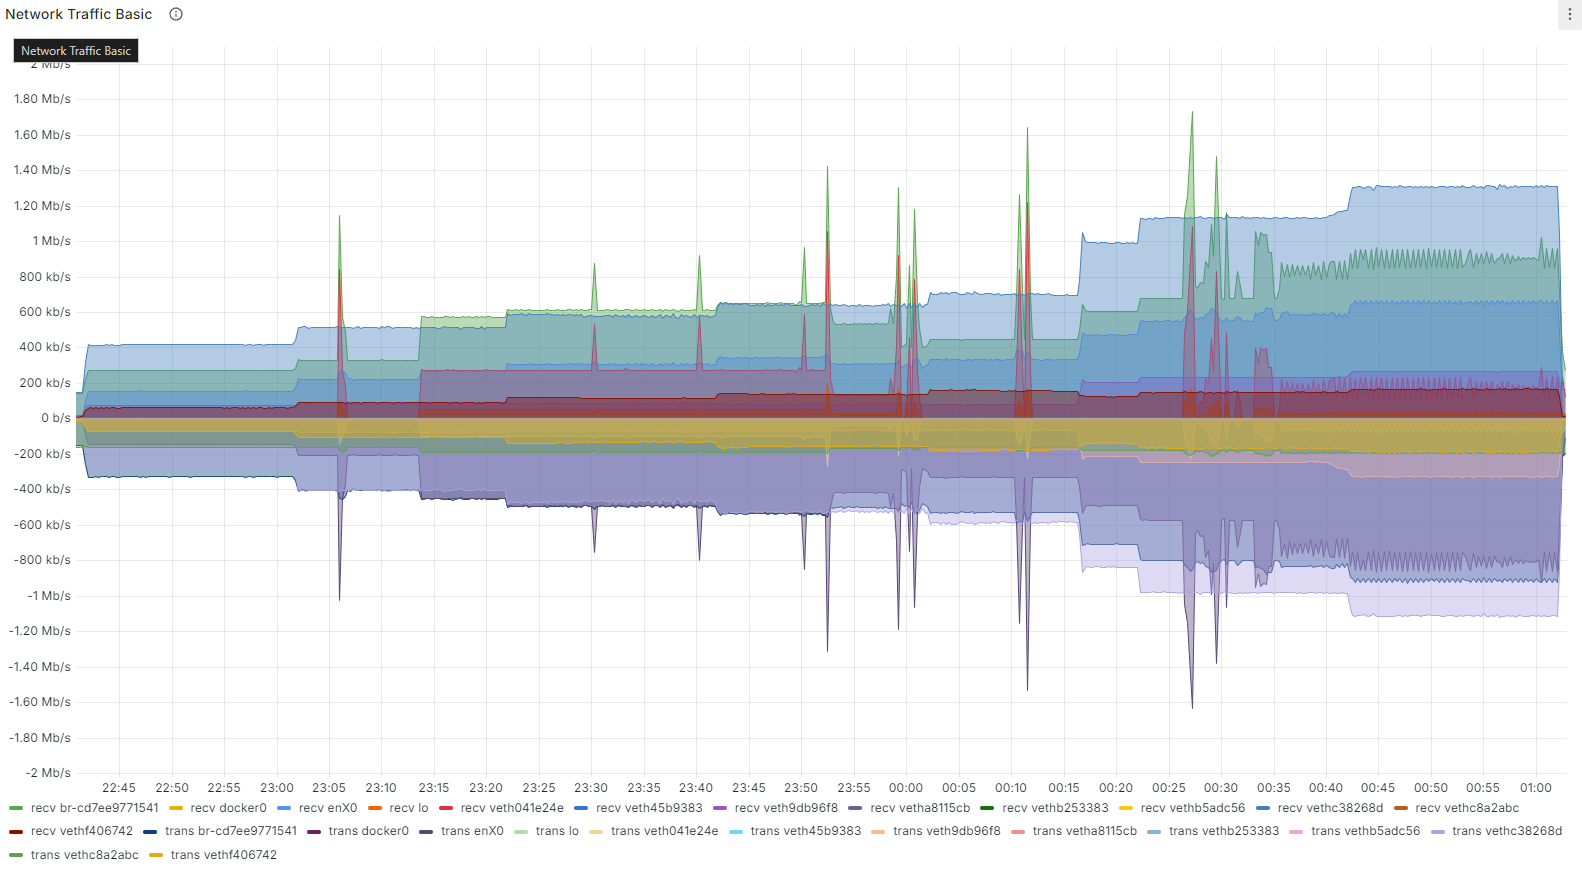 Network Traffic Basic
Network Traffic Basic
2 Mb/s
1.80 Mb/s
1.60 Mb/s
1.40 Mb/s
1.20 Mb/s
1 Mb/s
800 kb/s
600 kb/s
400 kb/s
200 kb/s
0 b/s
-200 kb/s
-400 kb/s
-600 kb/s
-800 kb/s
-1 Mb/s
-1.20 Mb/s
-1.40 Mb/s
-1.60 Mb/s
-1.80 Mb/s
-2 Mb/s
22:45 22:50 22:55 23:00 23:05 23:10 23:15 23:20 23:25 23:30 23:35 23:40 23:45 23:50 23:55 00:00 00:05 00:10 00:15 00:20 00:25 00:30 00:35 00:40 00:45 00:50 00:55 01:00
recv br-cd7ee9771541 recv docker0 recv enX0 recv lo recv veth041e24e recv veth45b9383 recv veth9db96f8 recv vetha8115cb recv vethb253383 recv vethb5adc56 recv vethc38268d recv vethc8a2abc
recv vethf406742 trans br-cd7ee9771541 trans docker0 trans enX0 trans lo trans veth041e24e trans veth45b9383 trans veth9db96f8 trans vetha8115cb trans vethb253383 trans vethb5adc56 trans vethc38268d
trans vethc8a2abc trans vethf406742